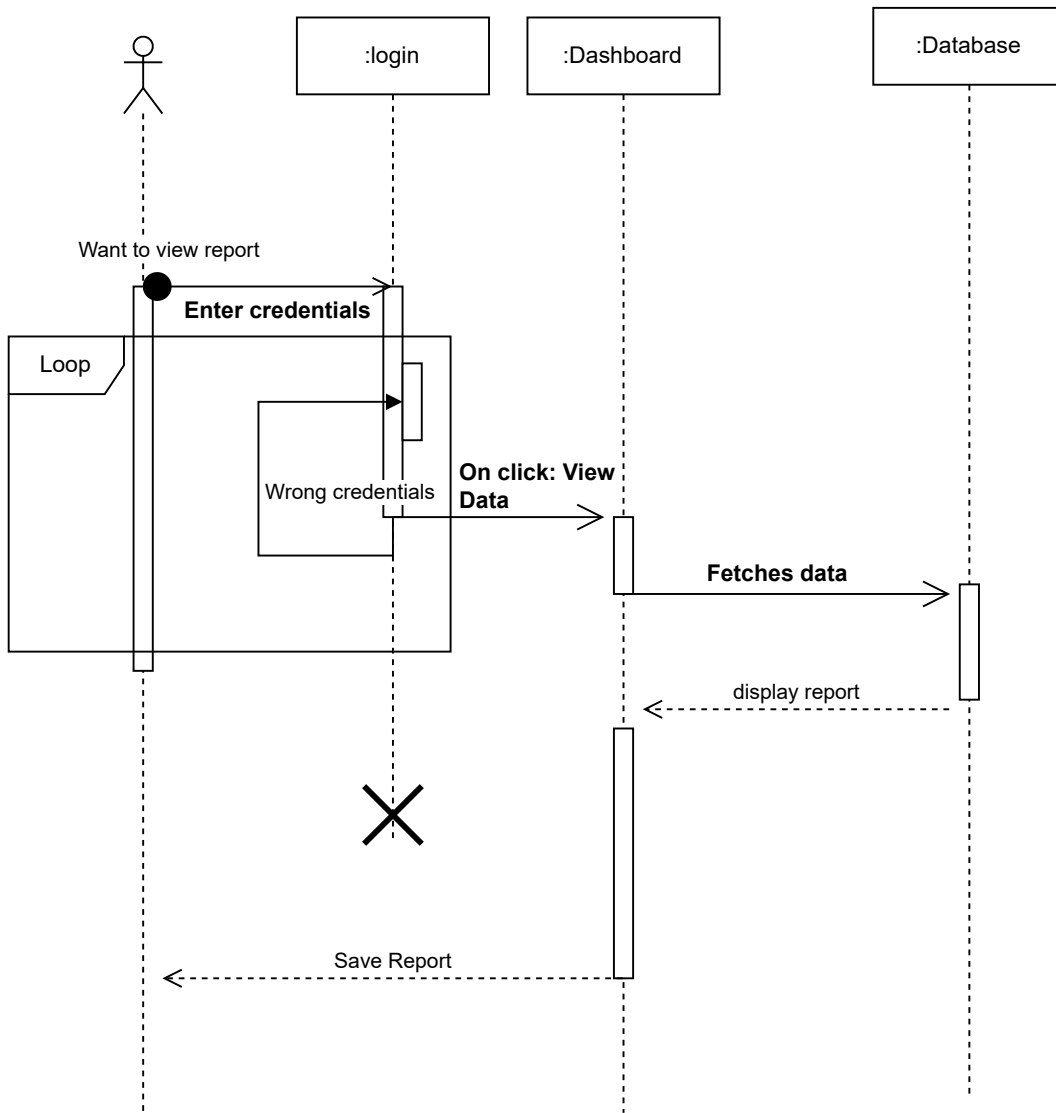 :login
:Dashboard
:Database
Want to view report
Enter credentials
Loop
On click: View
Data
Wrong credentials
Fetches data
display report
Save Report